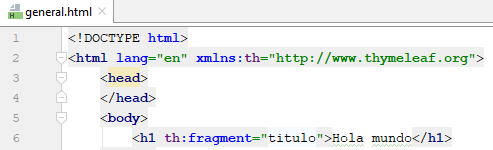 general.html
1 <!DOCTYPE html>
2 <html lang="en" xmlns:th="http://www.thymeleaf.org">
3 <head>
4 </head>
5 <body>
6 <h1 th:fragment="titulo">Hola mundo</h1>